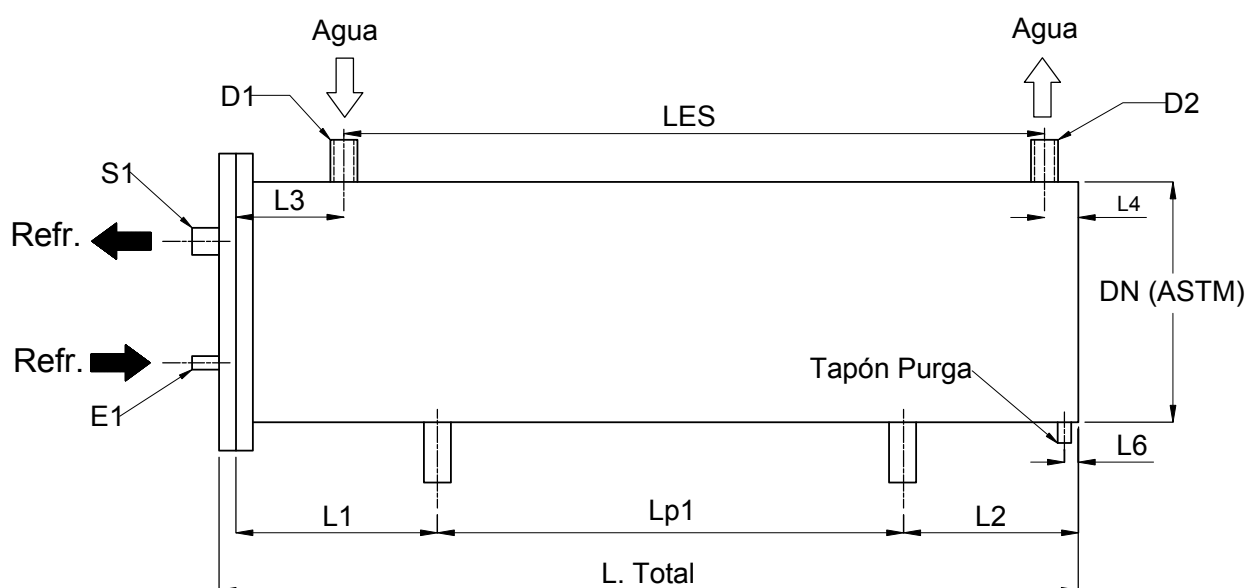 Agua
Agua
D1
LES
D2
S1
L3
L4
Refr.
DN (ASTM)
Refr.
Tapón Purga
E1
L6
L1
Lp1
L2
L. Total